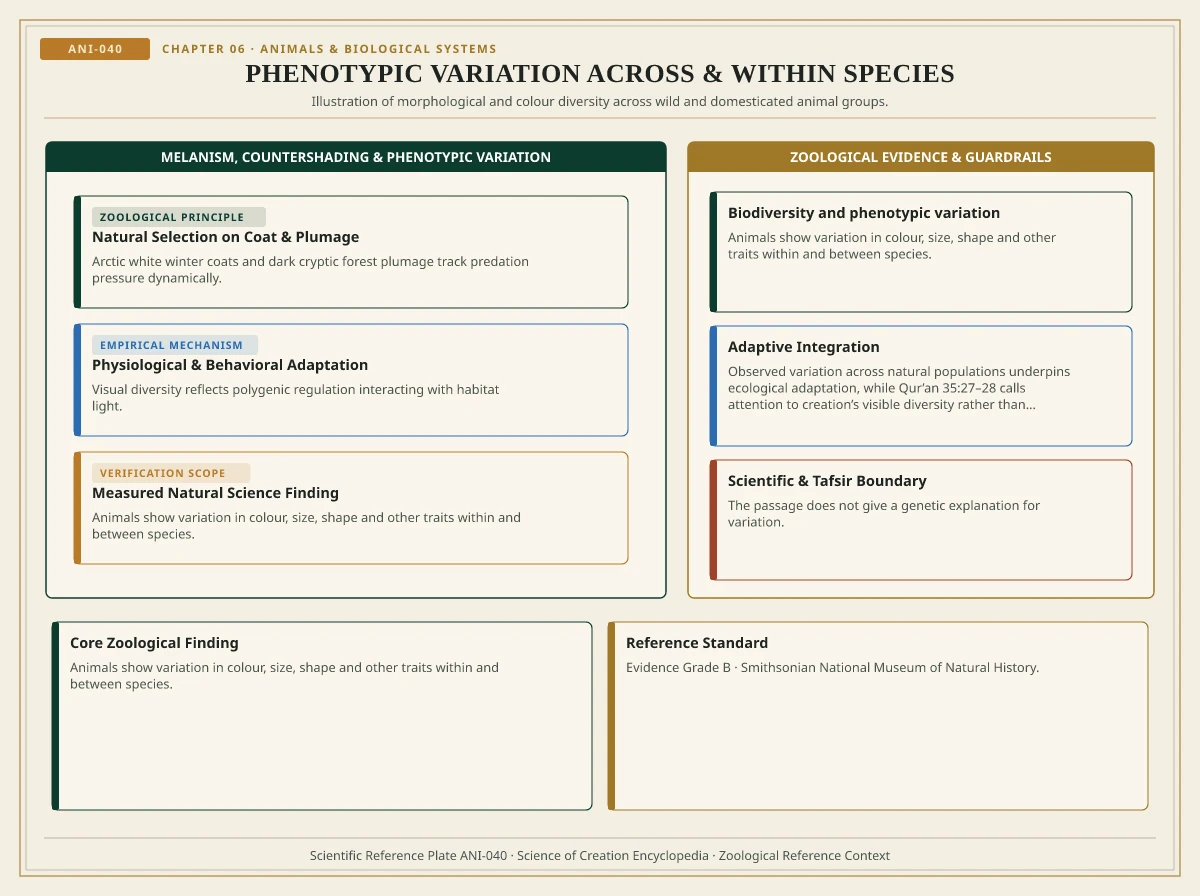 ANI-040
CHAPTER 06 · ANIMALS & BIOLOGICAL SYSTEMS
PHENOTYPIC VARIATION ACROSS & WITHIN SPECIES
Illustration of morphological and colour diversity across wild and domesticated animal groups.
MELANISM, COUNTERSHADING & PHENOTYPIC VARIATION
ZOOLOGICAL PRINCIPLE
Natural Selection on Coat & Plumage
Arctic white winter coats and dark cryptic forest plumage track predation
pressure dynamically.
EMPIRICAL MECHANISM
Physiological & Behavioral Adaptation
Visual diversity reflects polygenic regulation interacting with habitat
light.
VERIFICATION SCOPE
Measured Natural Science Finding
Animals show variation in colour, size, shape and other traits within and
between species.
ZOOLOGICAL EVIDENCE & GUARDRAILS
Biodiversity and phenotypic variation
Animals show variation in colour, size, shape and other
traits within and between species.
Adaptive Integration
Observed variation across natural populations underpins
ecological adaptation, while Qur’an 35:27–28 calls
attention to creation’s visible diversity rather than…
Scientific & Tafsir Boundary
The passage does not give a genetic explanation for
variation.
Core Zoological Finding
Animals show variation in colour, size, shape and other traits within and
between species.
Reference Standard
Evidence Grade B · Smithsonian National Museum of Natural History.
Scientific Reference Plate ANI-040 · Science of Creation Encyclopedia · Zoological Reference Context